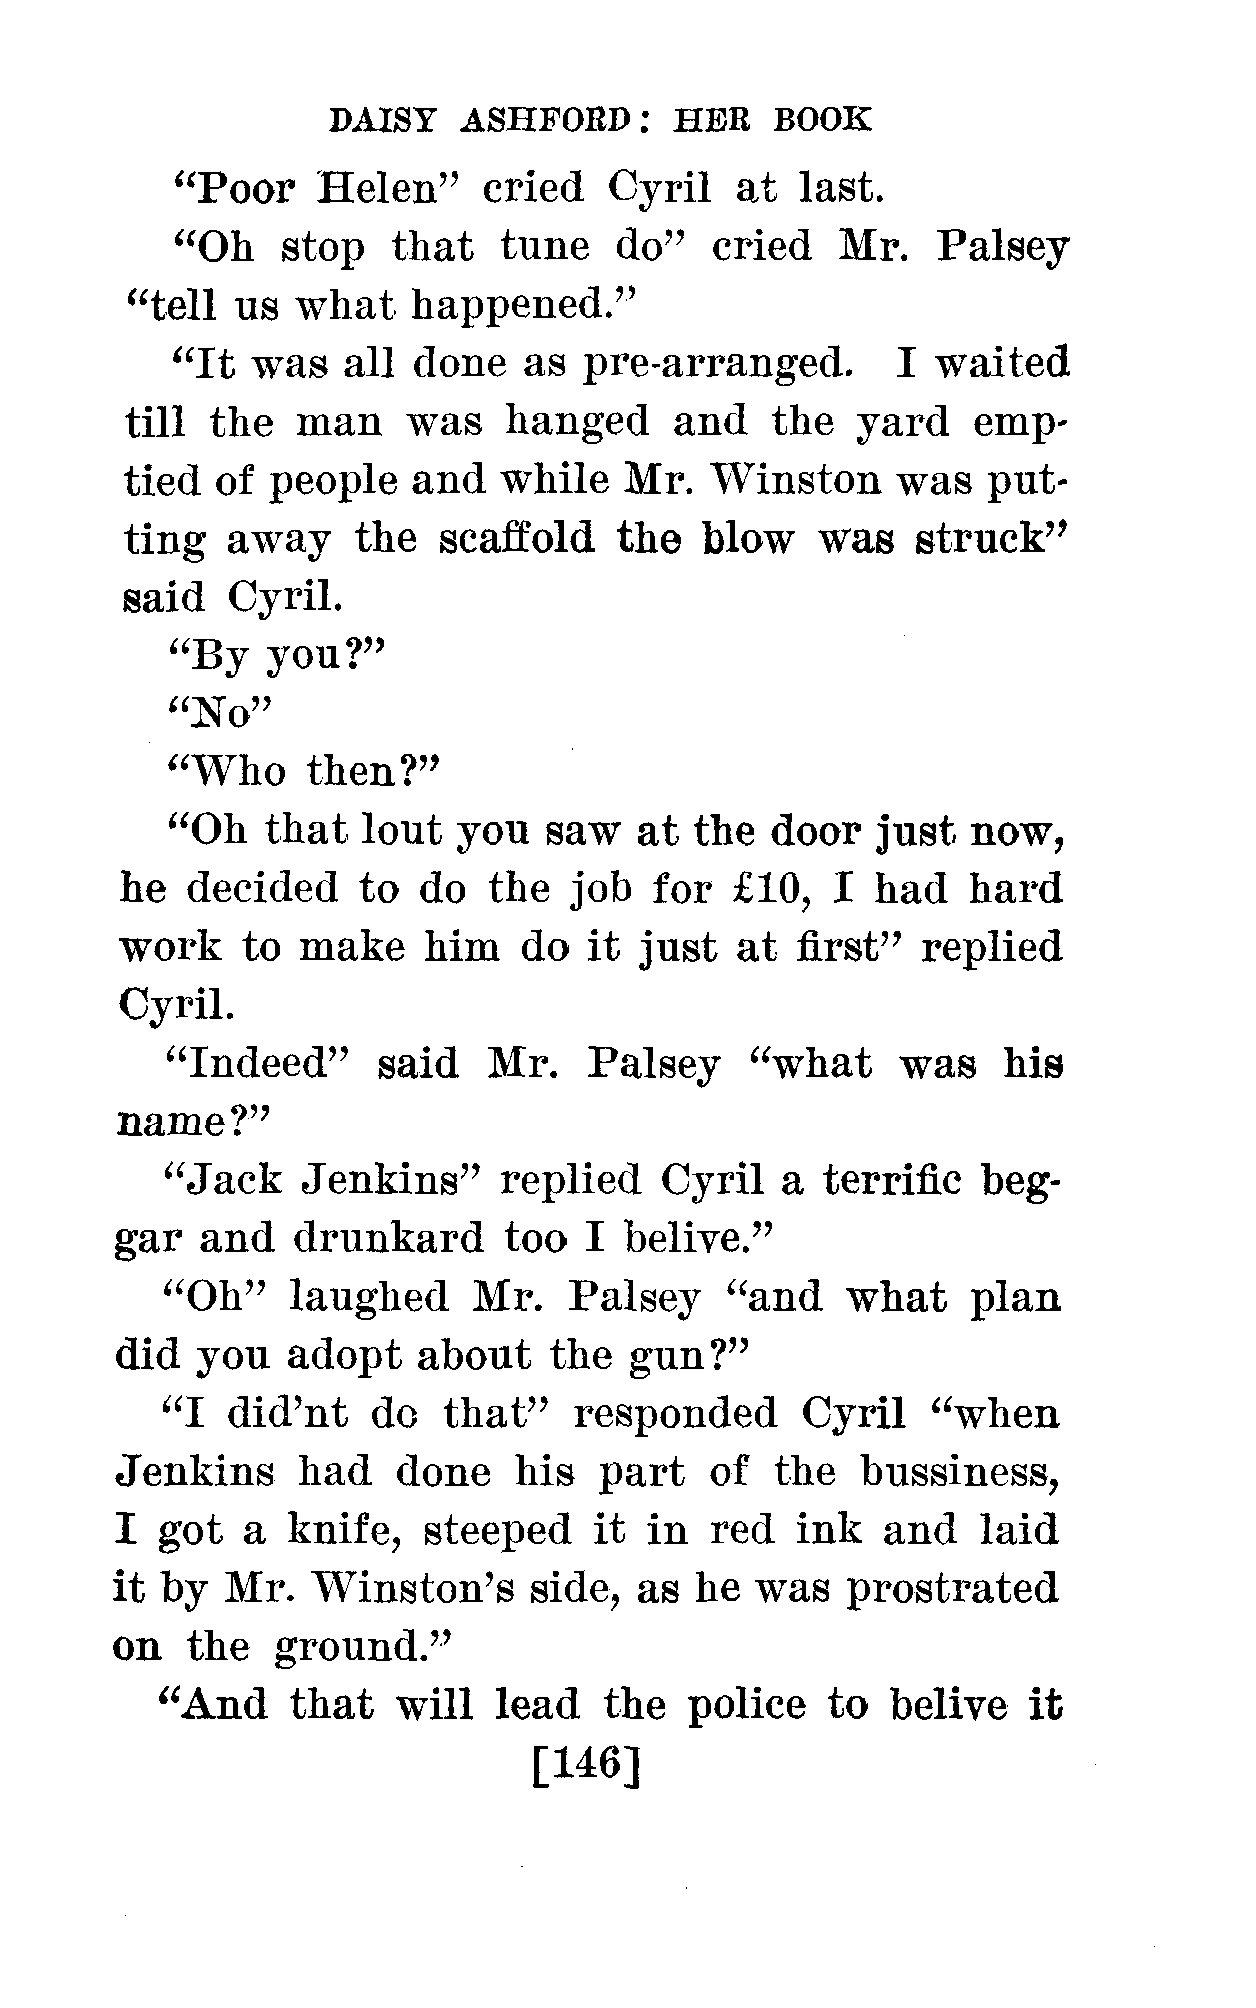 DAISY ASHFORD: HER BOOK
“Poor Helen” cried Cyril at last.
“Oh stop that tune do” cried Mr. Palsey
“tell us what happened.”
“It was all done as pre-arranged. I waited
till the man was hanged and the yard emp-
tied of people and while Mr. Winston was put-
ting away the scaffold the blow was struck”
said Cyril.
“By you?”
“No”
“Who then?”
“Oh that lout you saw at the door just now,
he decided to do the job for £10, I had hard
work to make him do it just at first” replied
Cyril.
“Indeed” said Mr. Palsey “what was his
name?”
“Jack Jenkins” replied Cyril a terrific beg-
gar and drunkard too I belive.”
“Oh” laughed Mr. Palsey “and what plan
did you adopt about the gun?”
“I did’nt do that” responded Cyril “when
Jenkins had done his part of the bussiness,
I got a knife, steeped it in red ink and laid
it by Mr. Winston’s side, as he was prostrated
on the ground.”
“And that will lead the police to belive it
[146]